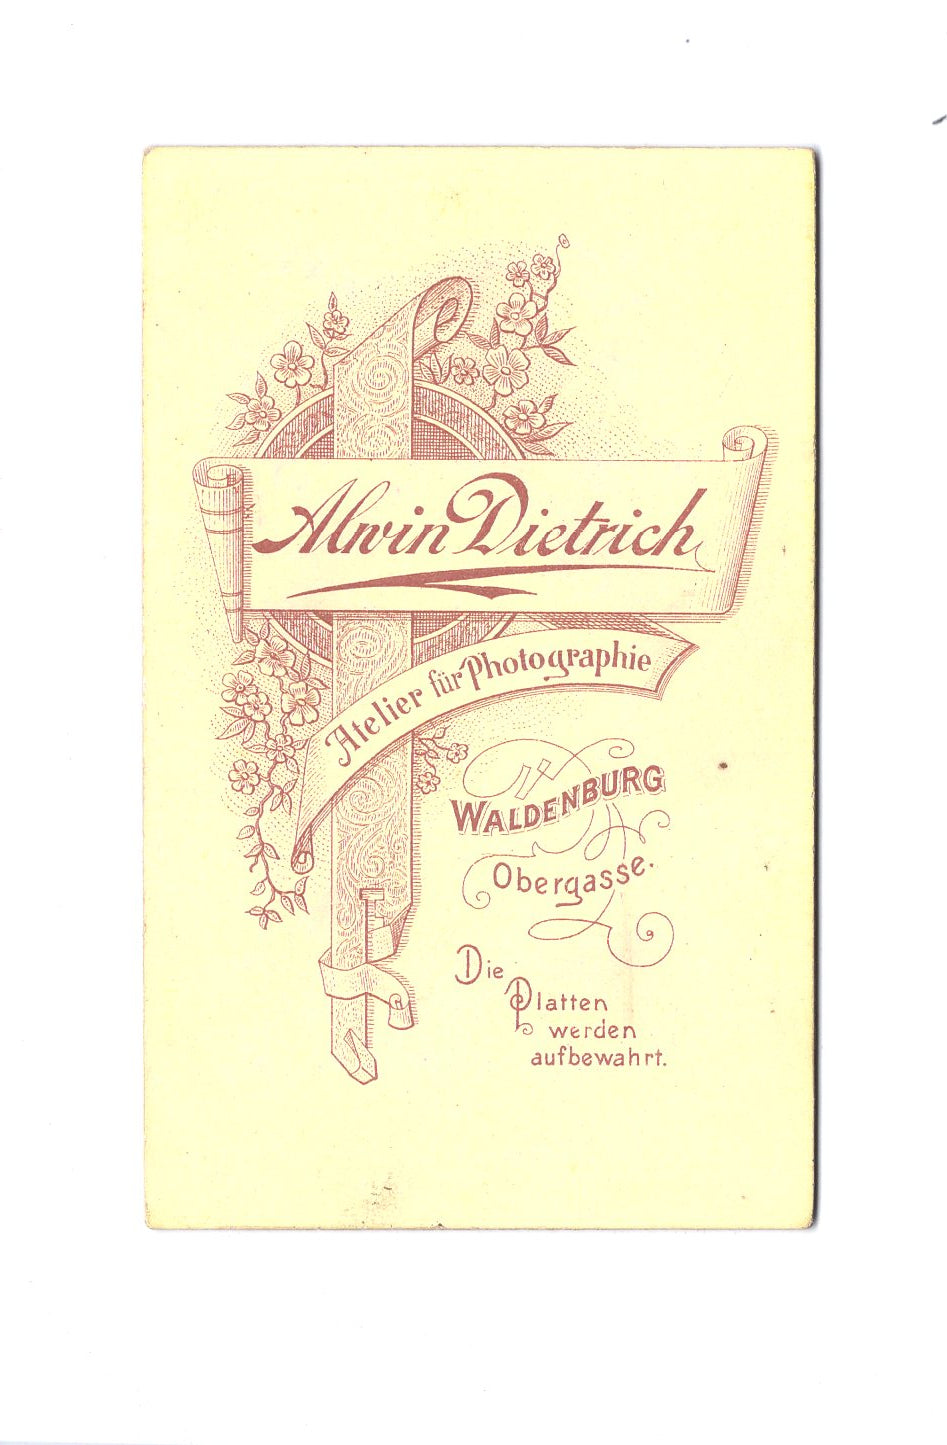 Alwin Dietrich
Atelier für Photographie
WALDENBURG
Obergasse.
Die
Platten
werden
aufbewahrt.